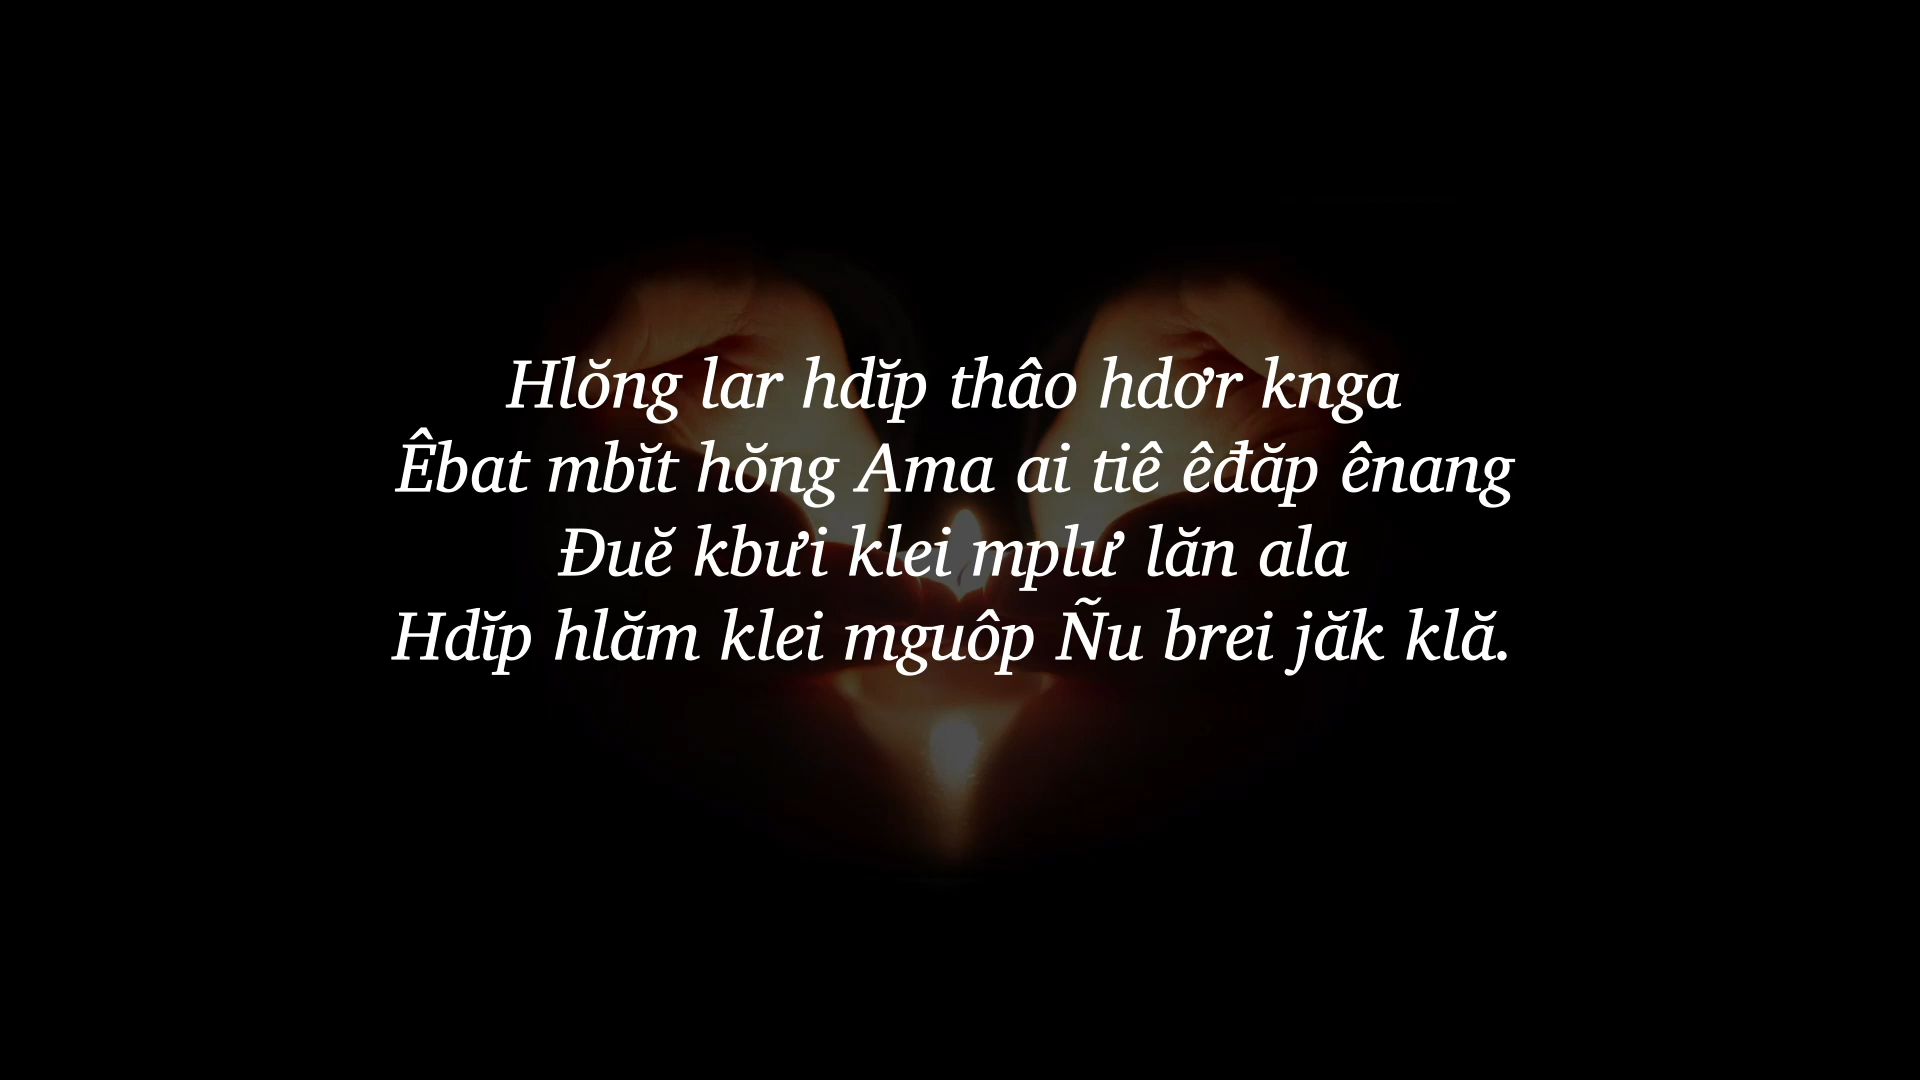 Hlŏng lar hdĭp thâo hdơr knga
Êbat mbĭt hŏng Ama ai tiê êđăp ênang
Đuĕ kbưi klei mplư lăn ala
Hdĭp hlăm klei mguôp Ñu brei jăk klă.